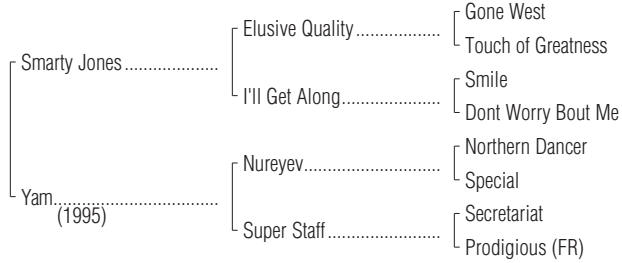 Gone West
Elusive Quality
Touch of Greatness
Smarty Jones
Smile
I'll Get Along
Dont Worry Bout Me
Northern Dancer
Nureyev
Special
Yam
(1995)
Secretariat
Super Staff
Prodigious (FR)